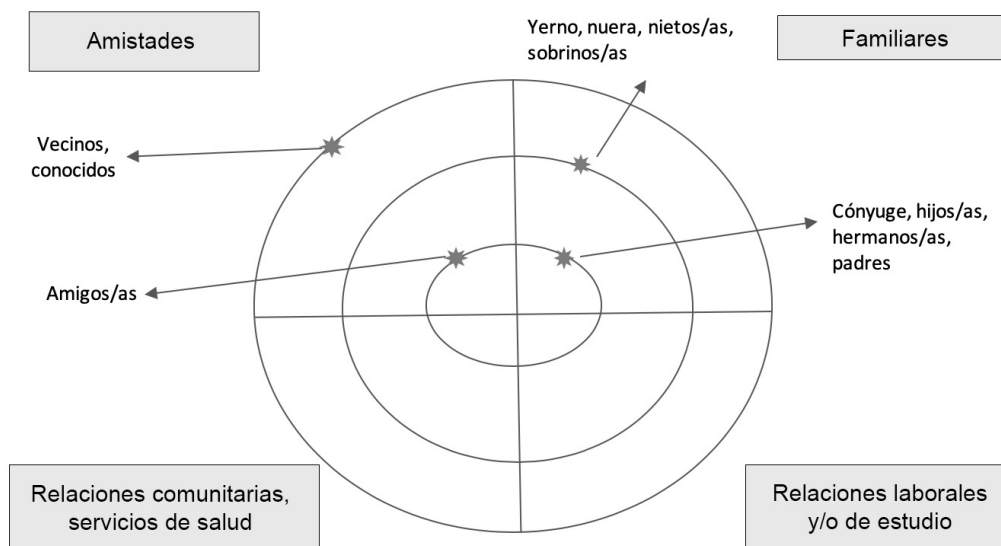 Amistades
Yerno, nuera, nietos/as,
sobrinos/as
Familiares
Vecinos,
conocidos
Cónyuge, hijos/as,
hermanos/as,
padres
Amigos/as
Relaciones comunitarias,
servicios de salud
Relaciones laborales
y/o de estudio